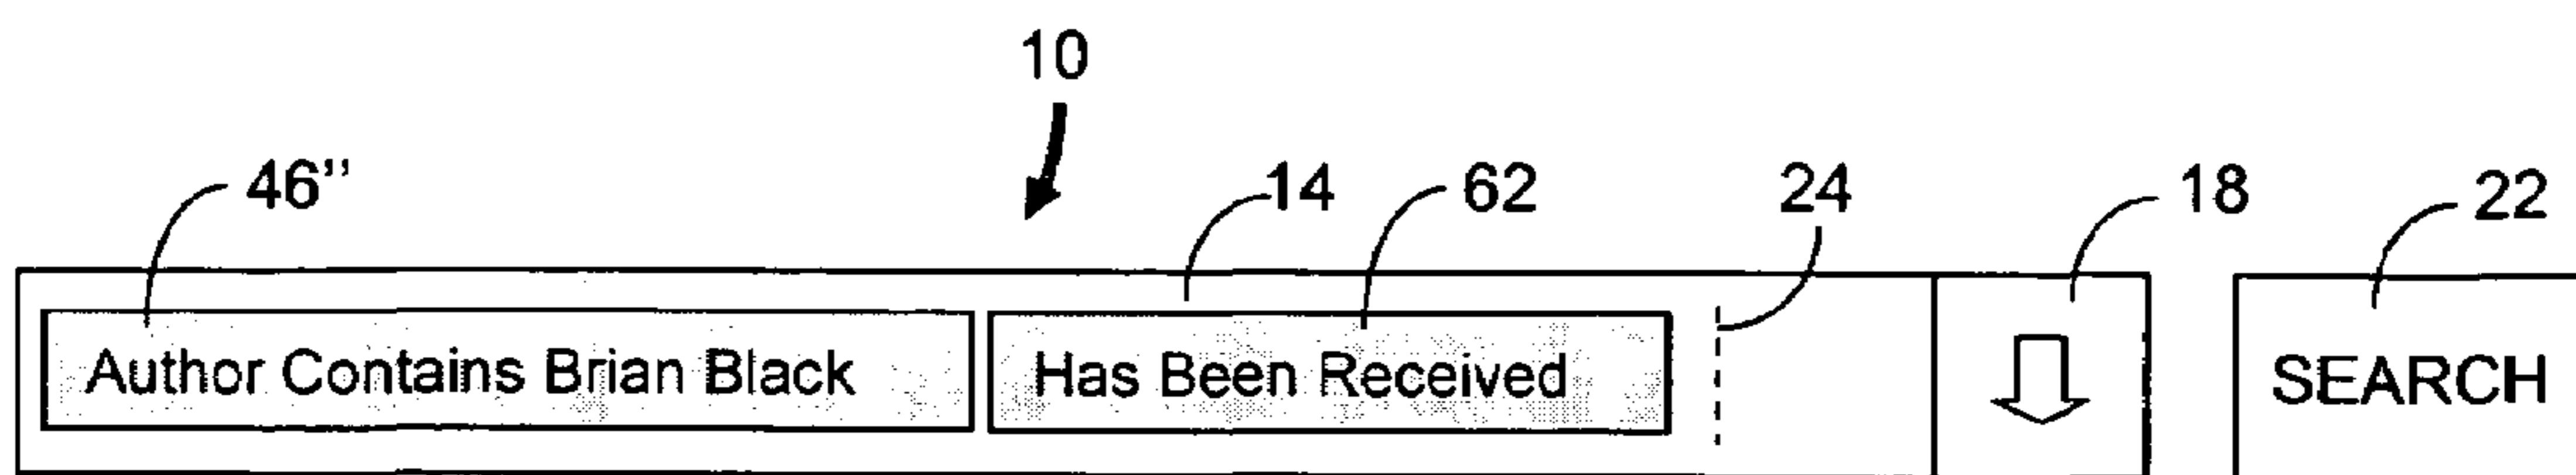 10
46’’ 14 62 24 18 22
Author Contains Brian Black Has Been Received SEARCH